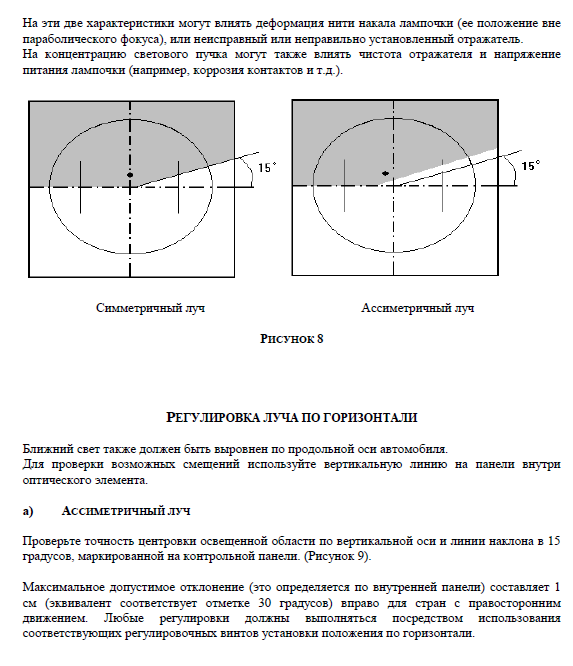 На эти две характеристики могут влиять деформация нити накала лампочки (ее положение вне
параболического фокуса), или неисправный или неправильно установленный отражатель.
На концентрацию светового пучка могут также влиять чистота отражателя и напряжение
питания лампочки (например, коррозия контактов и т.д.).
15°
15°
Симметричный луч
Ассиметричный луч
РИСУНОК 8
РЕГУЛИРОВКА ЛУЧА ПО ГОРИЗОНТАЛИ
Ближний свет также должен быть выровнен по продольной оси автомобиля.
Для проверки возможных смещений используйте вертикальную линию на панели внутри
оптического элемента.
а) АССИМЕТРИЧНЫЙ ЛУЧ
Проверьте точность центровки освещенной области по вертикальной оси и линии наклона в 15
градусов, маркированной на контрольной панели. (Рисунок 9).
Максимальное допустимое отклонение (это определяется по внутренней панели) составляет 1
см (эквивалент соответствует отметке 30 градусов) вправо для стран с правосторонним
движением. Любые регулировки должны выполняться посредством использования
соответствующих регулировочных винтов установки положения по горизонтали.